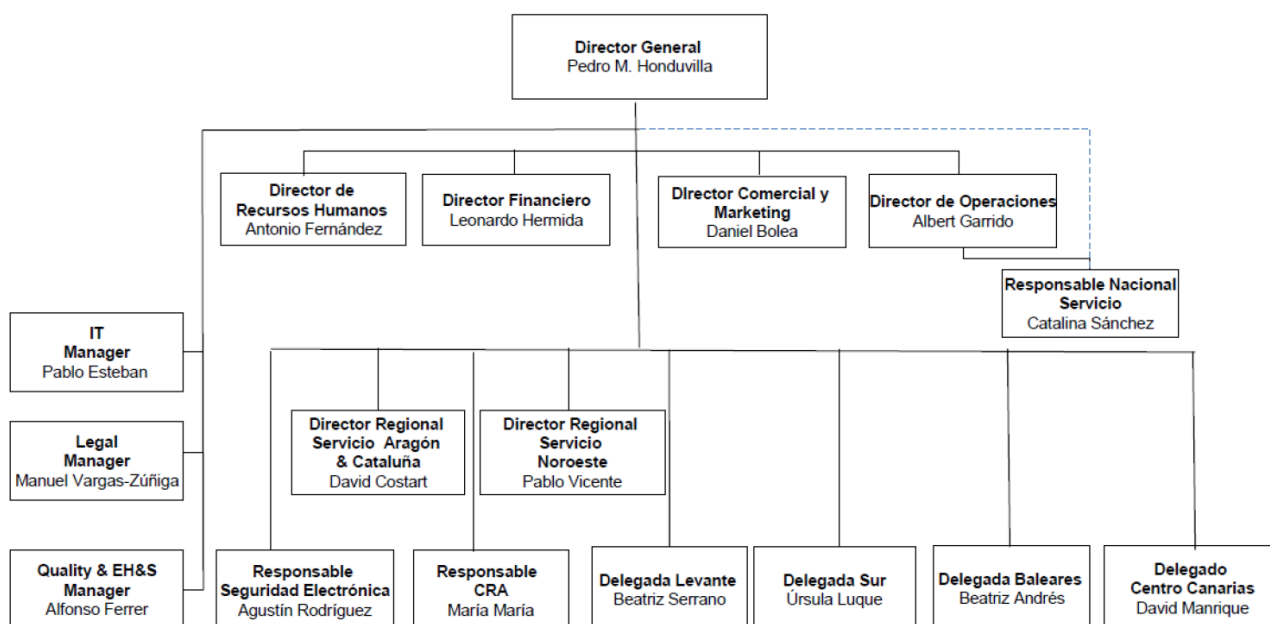 Director General
Pedro M. Honduvilla
Director de
Recursos Humanos
Antonio Fernández
Director Financiero
Leonardo Hermida
DIrector Comercial y
Marketing
Daniel Bolea
Director de Operaciones
Albert Garrido
Responsable Nacional
Servicio
Catalina Sánchez
IT
Manager
Pablo Esteban
Legal
Manager
Manuel Vargas-Zúñiga
Quality & EH&S
Manager
Alfonso Ferrer
Director Regional
Servicio Aragón
& Cataluña
David Costart
Director Regional
Servicio
Noroeste
Pablo Vicente
Responsable
Seguridad Electrónica
Agustín Rodríguez
Responsable
CRA
María María
Delegada Levante
Beatriz Serrano
Delegada Sur
Úrsula Luque
Delegada Baleares
Beatriz Andrés
Delegado
Centro Canarias
David Manrique